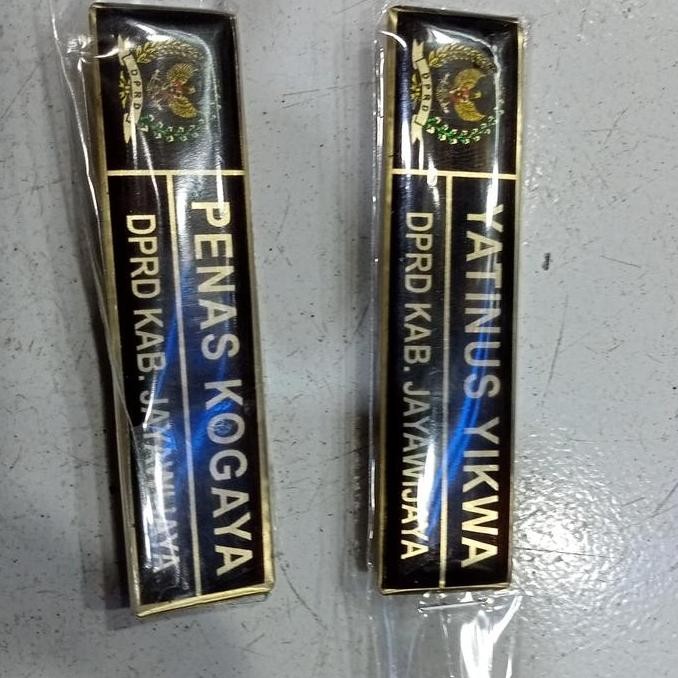 DPRD
PENAS KOGAYA
DPRD KAB. JAYAWIJAYA
DPRD
YATINUS YIKWA
DPRD KAB. JAYAWIJAYA